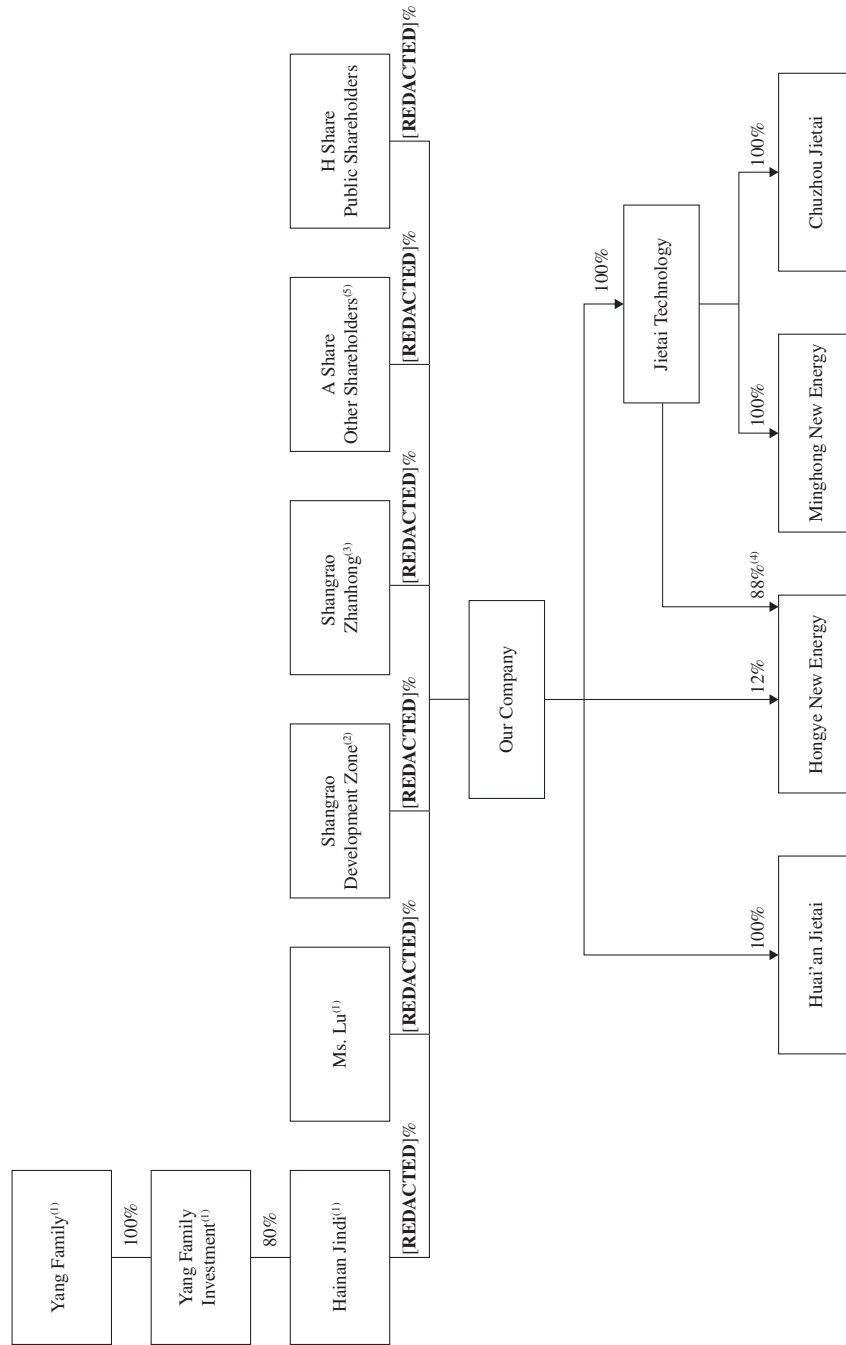 Yang Family(1)
100%
Yang Family
Investment(1)
80%
Hainan Jindi(1)
Ms. Lu(1)
Shangrao
Development Zone(2)
Shangrao
Zhanhong(3)
A Share
Other Shareholders(5)
H Share
Public Shareholders
[REDACTED]%
[REDACTED]%
[REDACTED]%
[REDACTED]%
[REDACTED]%
[REDACTED]%
Our Company
100%
Jietai Technology
100%
12%
88%(4)
100%
100%
Huai'an Jietai
Hongye New Energy
Minghong New Energy
Chuzhou Jietai